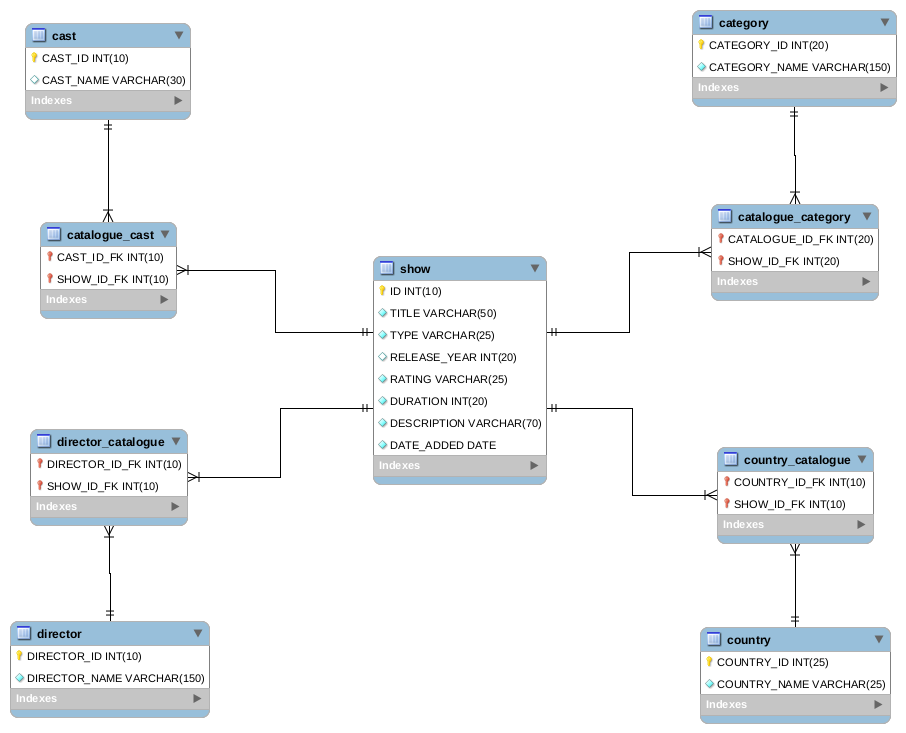 cast
CAST_ID INT(10)
CAST_NAME VARCHAR(30)
Indexes
category
CATEGORY_ID INT(20)
CATEGORY_NAME VARCHAR(150)
Indexes
catalogue_cast
CAST_ID_FK INT(10)
SHOW_ID_FK INT(10)
Indexes
catalogue_category
CATALOGUE_ID_FK INT(20)
SHOW_ID_FK INT(20)
Indexes
show
ID INT(10)
TITLE VARCHAR(50)
TYPE VARCHAR(25)
RELEASE_YEAR INT(20)
RATING VARCHAR(25)
DURATION INT(20)
DESCRIPTION VARCHAR(70)
DATE_ADDED DATE
Indexes
director_catalogue
DIRECTOR_ID_FK INT(10)
SHOW_ID_FK INT(10)
Indexes
country_catalogue
COUNTRY_ID_FK INT(10)
SHOW_ID_FK INT(10)
Indexes
director
DIRECTOR_ID INT(10)
DIRECTOR_NAME VARCHAR(150)
Indexes
country
COUNTRY_ID INT(25)
COUNTRY_NAME VARCHAR(25)
Indexes